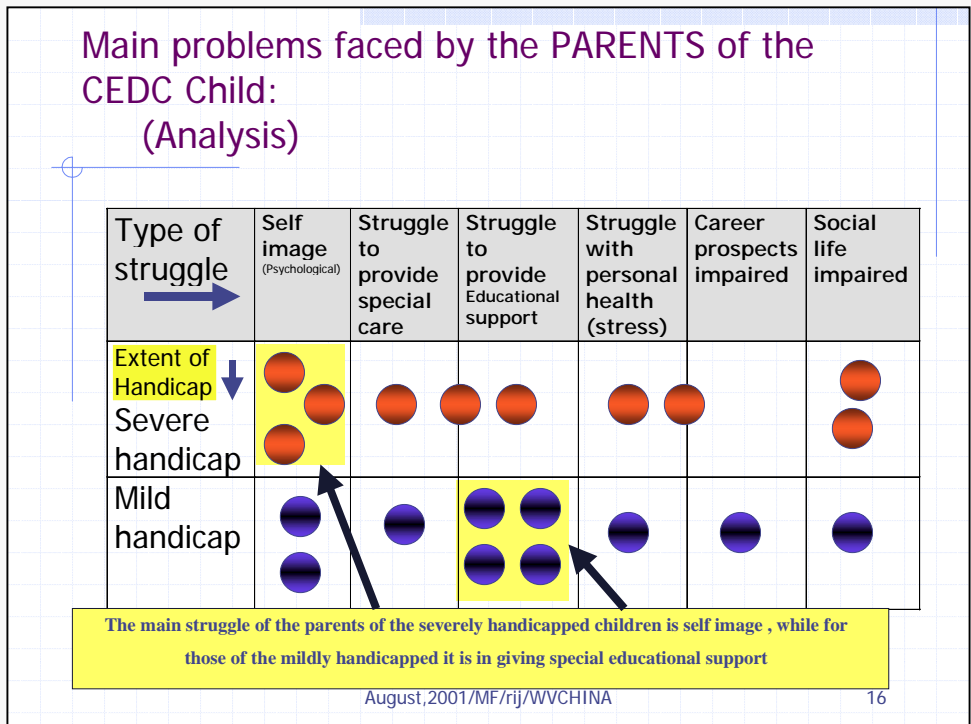 Main problems faced by the PARENTS of the
CEDC Child:
(Analysis)
Type of
struggle
Self
image
(Psychological)
Struggle
to
provide
special
care
Struggle
to
provide
Educational
support
Struggle
with
personal
health
(stress)
Career
prospects
impaired
Social
life
impaired
Extent of
Handicap
Severe
handicap
Mild
handicap
The main struggle of the parents of the severely handicapped children is self image , while for
those of the mildly handicapped it is in giving special educational support
August,2001/MF/rij/WVCHINA
16